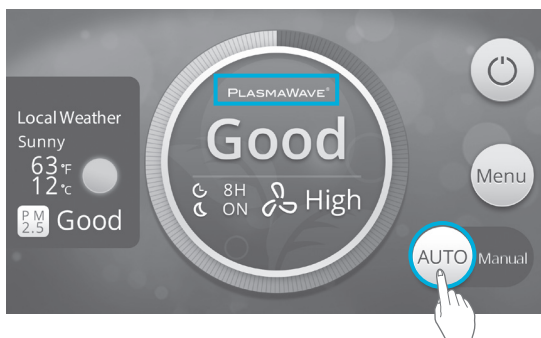 Local Weather
Sunny
63°F
12°C
PM
2.5 Good
PLASMAWAVE®
Good
8H
ON High
Menu
AUTO Manual